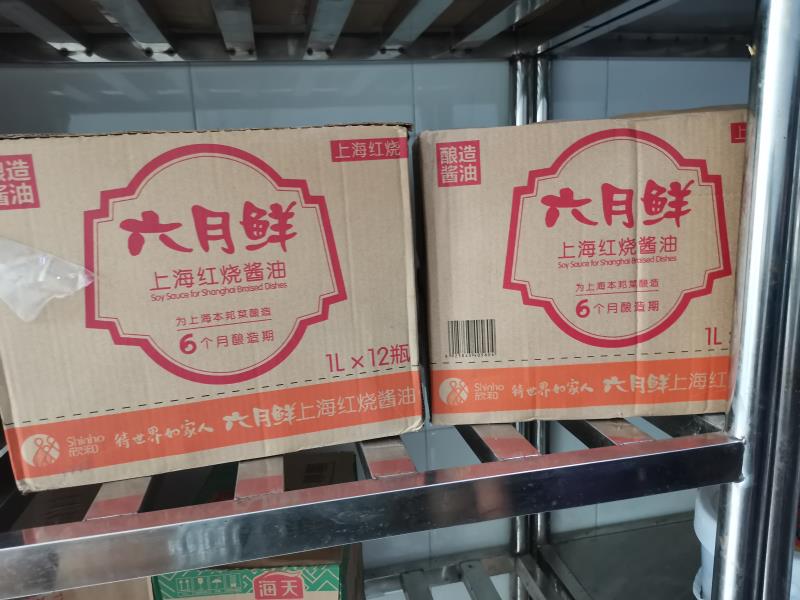 酿造
酱油
上海红烧
六月鲜
上海红烧酱油
Soy Sauce for Shanghai Braised Dishes
为上海本邦菜酿造
6个月酿造期
1L×12瓶
Shinho
欣和
待世界如家人
六月鲜上海红烧酱油
酿造
酱油
上
六月鲜
上海红烧酱油
Soy Sauce for Shanghai Braised Dishes
为上海本邦菜酿造
6个月酿造期
1L
Shinho
欣和
待世界如家人
六月鲜上海红
海天